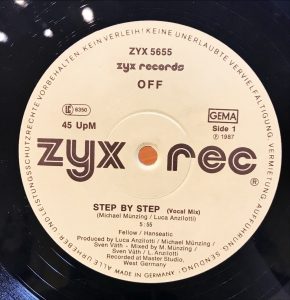 ZYX 5655
zyx records
OFF
LC 6350
GEMA
45 UpM
Side 1
℗ 1987
zyx rec®
STEP BY STEP (Vocal Mix)
(Michael Münzing / Luca Anzilotti)
5:55
Fellow / Hanseatic
Produced by Luca Anzilotti / Michael Münzing /
Sven Väth - Mixed by M. Münzing /
Sven Väth / L. Anzilotti
Recorded at Master Studio,
West Germany
ALLE URHEBER UND LEISTUNGSSCHUTZRECHTE VORBEHALTEN. KEIN VERLEIH! KEINE UNERLAUBTE VERVIELFÄLTIGUNG, VERMIETUNG, AUFFÜHRUNG, SENDUNG!
MADE IN GERMANY